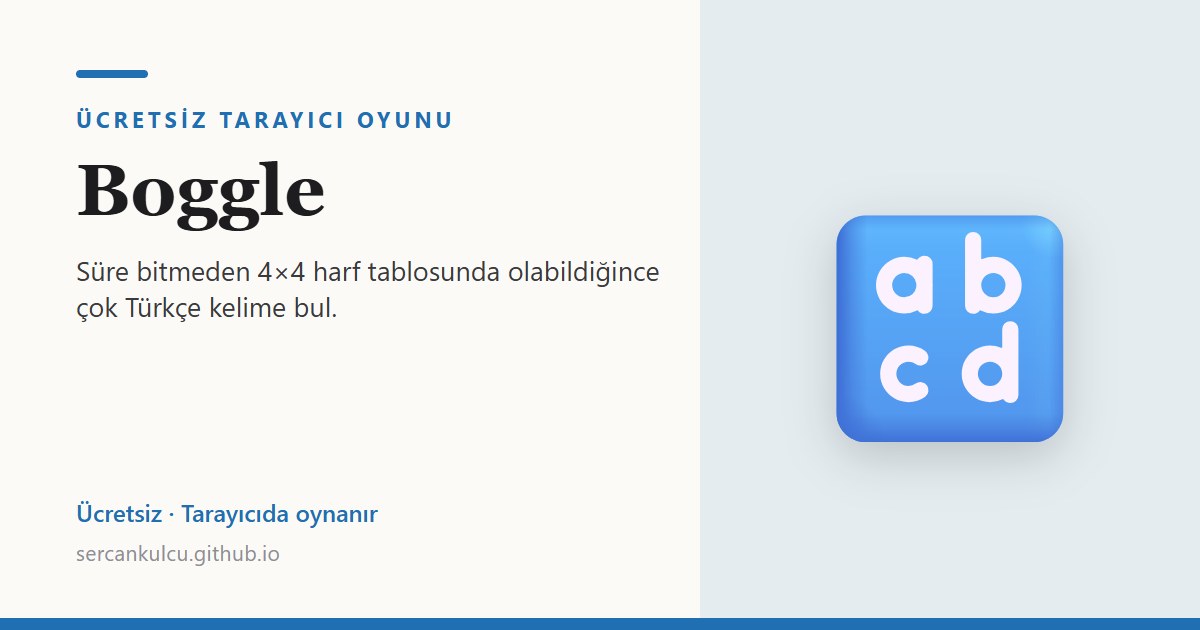 ÜCRETSİZ TARAYICI OYUNU
Boggle
Süre bitmeden 4×4 harf tablosunda olabildiğince
çok Türkçe kelime bul.
Ücretsiz · Tarayıcıda oynanır
sercankulcu.github.io
a b
c d